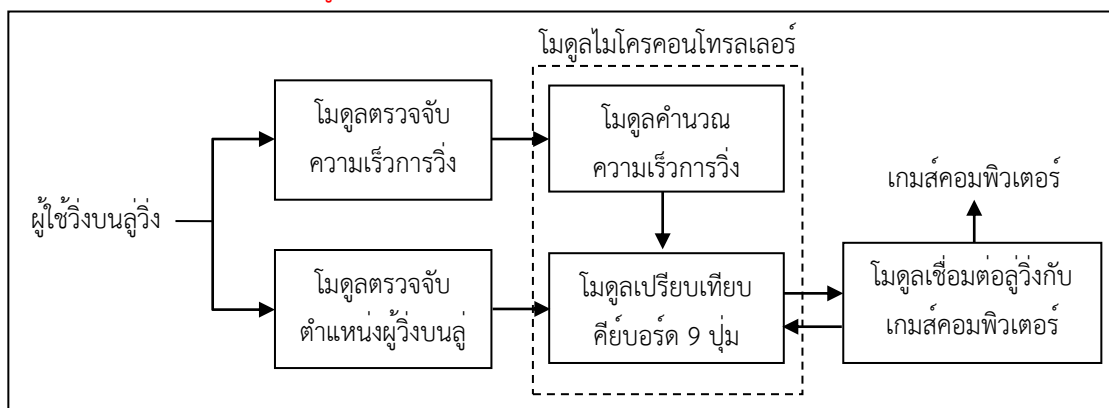 โมดูลไมโครคอนโทรลเลอร์
โมดูลตรวจจับ
ความเร็วการวิ่ง
โมดูลคำนวณ
ความเร็วการวิ่ง
เกมส์คอมพิวเตอร์
ผู้ใช้วิ่งบนลู่วิ่ง
โมดูลตรวจจับ
ตำแหน่งผู้วิ่งบนลู่
โมดูลเปรียบเทียบ
คีย์บอร์ด 9 ปุ่ม
โมดูลเชื่อมต่อลู่วิ่งกับ
เกมส์คอมพิวเตอร์